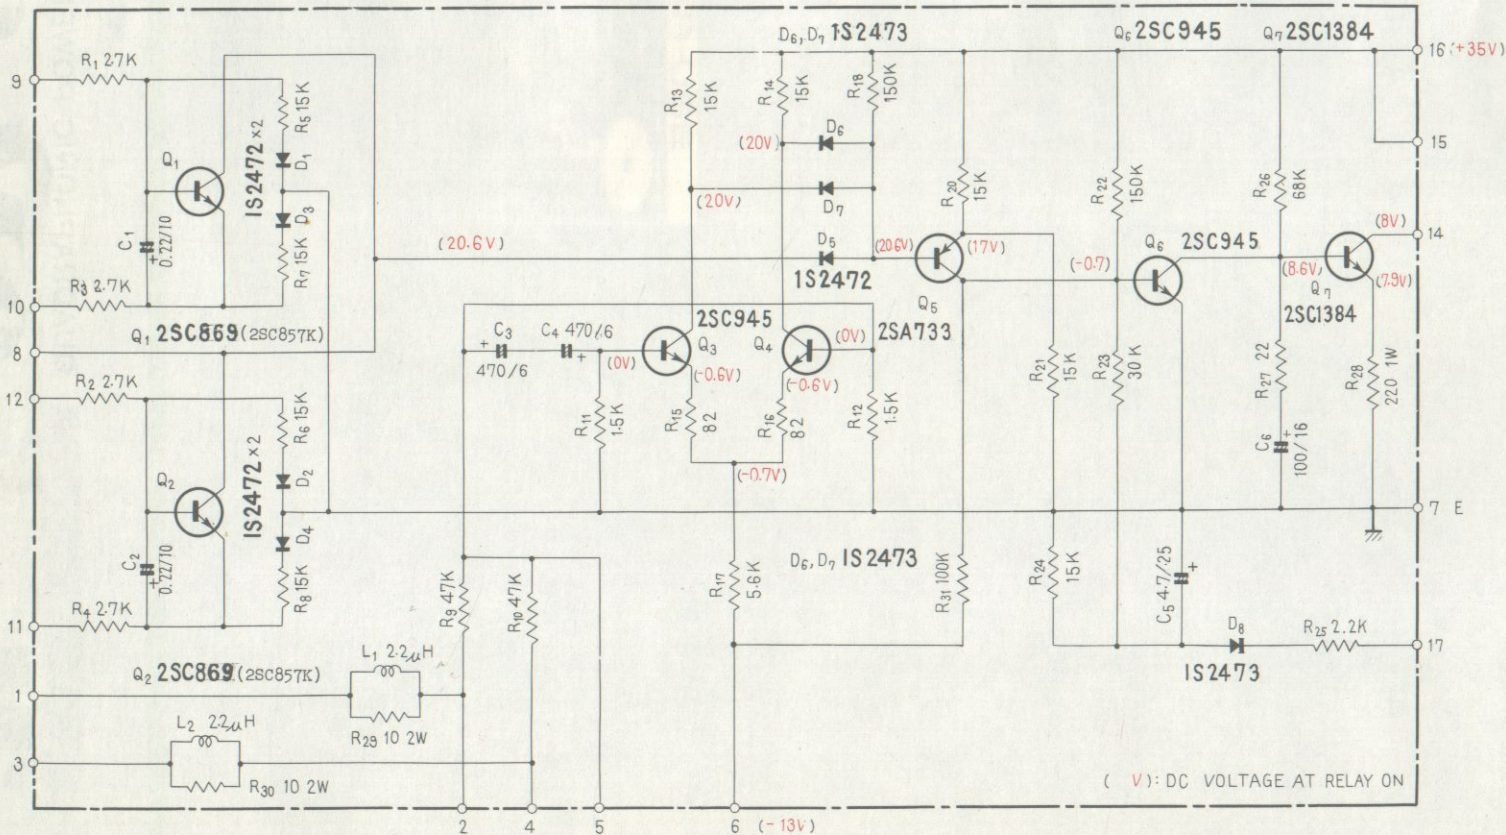 D6, D7 1S2473
Q6 2SC945
Q7 2SC1384
16 (+35V)
9
R1 27K
R5 15K
1S2472×2
D1
Q1
D3
C1 0.22/10
R7 15K
R3 2.7K
10
Q1 2SC869 (2SC857K)
8
R2 2.7K
12
R6 15K
1S2472×2
D2
Q2
D4
C2 0.22/10
R8 15K
R4 2.7K
11
Q2 2SC869. (2SC857K)
1
L1 2.2μH
R29 10 2W
L2 2.2μH
3
R30 10 2W
R13 15K
R14 15K
R18 150K
(20V)
D6
(20V)
D7
(20.6V)
D5
1S2472
(20.6V)
Q5
2SA733
(17V)
R20 15K
R22 150K
R26 68K
15
(-0.7)
Q6
2SC945
(8.6V)
Q7
2SC1384
(8V)
14
(7.9V)
C3
470/6
C4 470/6
(0V)
2SC945
Q3
Q4
(0V)
(-0.6V)
(-0.6V)
R11 1.5K
R15 82
R16 82
R12 1.5K
(-0.7V)
R21 15K
R23 30K
R27 22
R28 220 1W
C6 100/16
7 E
R9 47K
R10 47K
R17 5.6K
D6, D7 1S2473
R31 100K
R24 15K
C5 4.7/25
D8
1S2473
R25 2.2K
17
( V): DC VOLTAGE AT RELAY ON
2
4
5
6 (-13V)